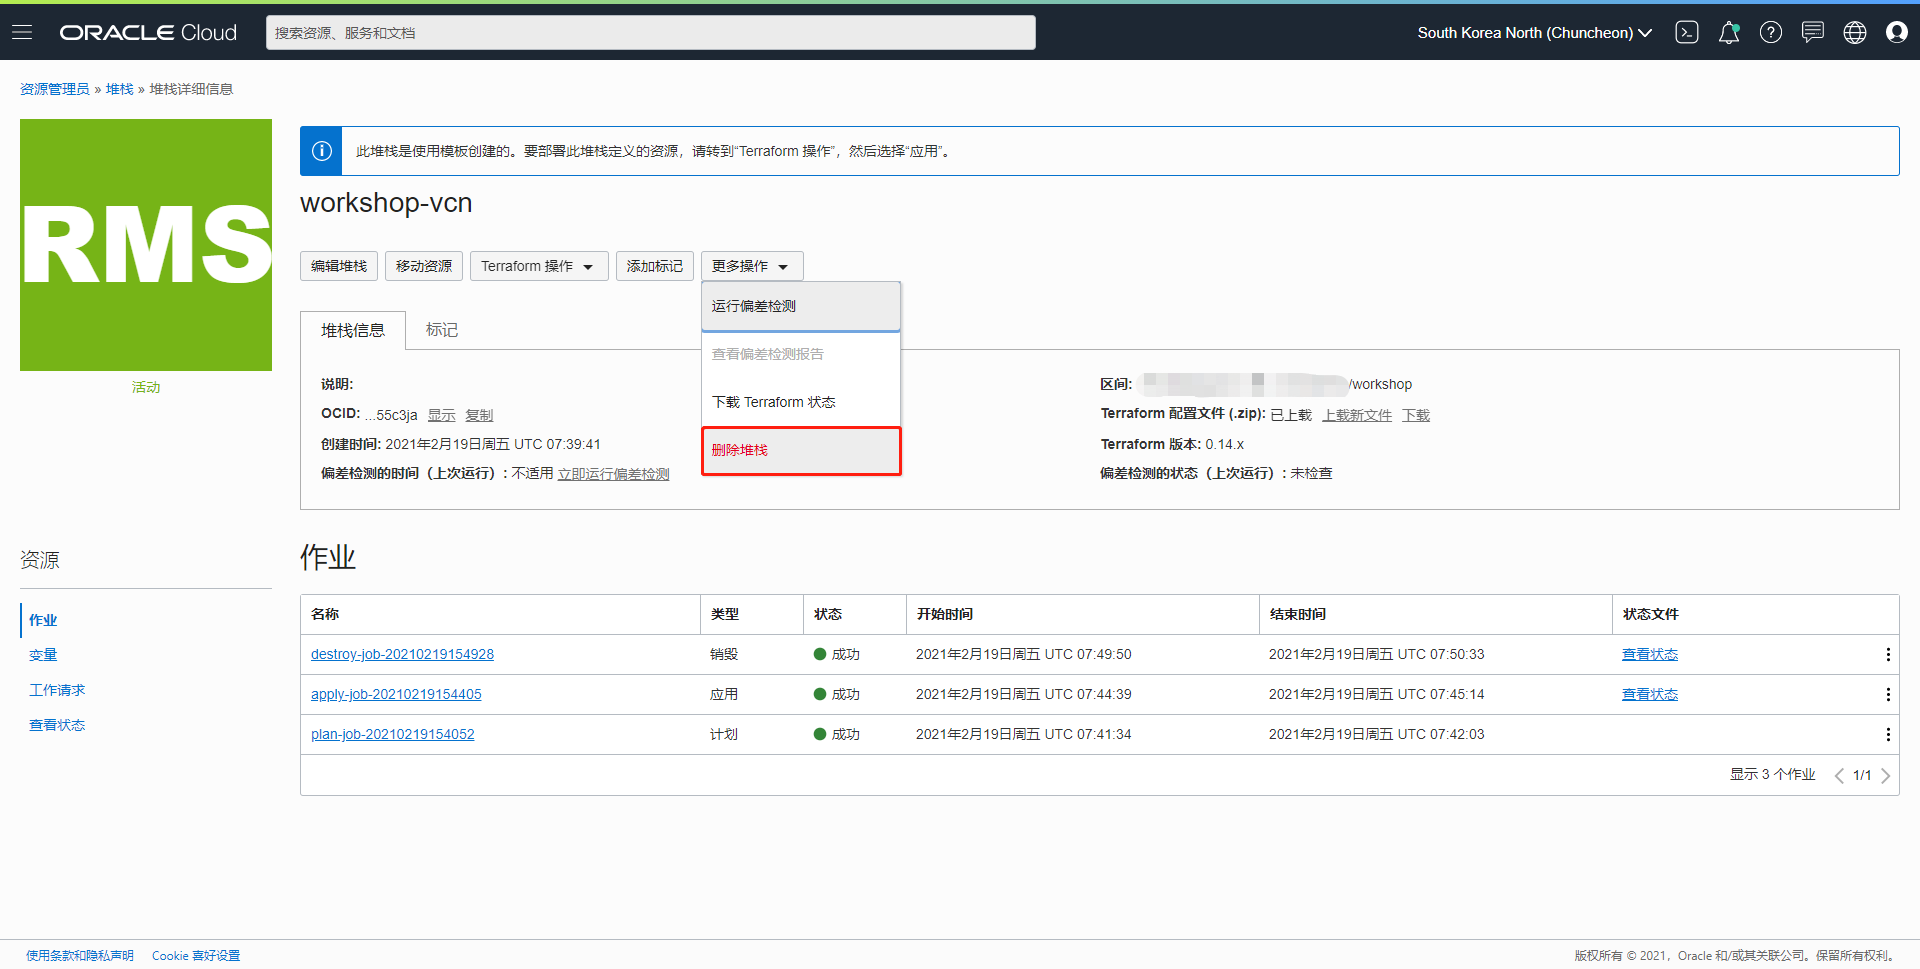 ORACLE Cloud
搜索资源、服务和文档
South Korea North (Chuncheon)
资源管理员 » 堆栈 » 堆栈详细信息
RMS
活动
此堆栈是使用模板创建的。要部署此堆栈定义的资源，请转到“Terraform 操作”，然后选择“应用”。
workshop-vcn
编辑堆栈 移动资源 Terraform 操作 添加标记 更多操作
运行偏差检测
查看偏差检测报告
下载 Terraform 状态
删除堆栈
堆栈信息 标记
说明:
OCID: ...55c3ja 显示 复制
创建时间: 2021年2月19日周五 UTC 07:39:41
偏差检测的时间（上次运行）: 不适用 立即运行偏差检测
区间: /workshop
Terraform 配置文件 (.zip): 已上载 上载新文件 下载
Terraform 版本: 0.14.x
偏差检测的状态（上次运行）: 未检查
资源
作业
变量
工作请求
查看状态
作业
名称 类型 状态 开始时间 结束时间 状态文件
destroy-job-20210219154928 销毁 成功 2021年2月19日周五 UTC 07:49:50 2021年2月19日周五 UTC 07:50:33 查看状态
apply-job-20210219154405 应用 成功 2021年2月19日周五 UTC 07:44:39 2021年2月19日周五 UTC 07:45:14 查看状态
plan-job-20210219154052 计划 成功 2021年2月19日周五 UTC 07:41:34 2021年2月19日周五 UTC 07:42:03
显示 3 个作业 1/1
使用条款和隐私声明 Cookie 喜好设置
版权所有 © 2021，Oracle 和/或其关联公司。保留所有权利。